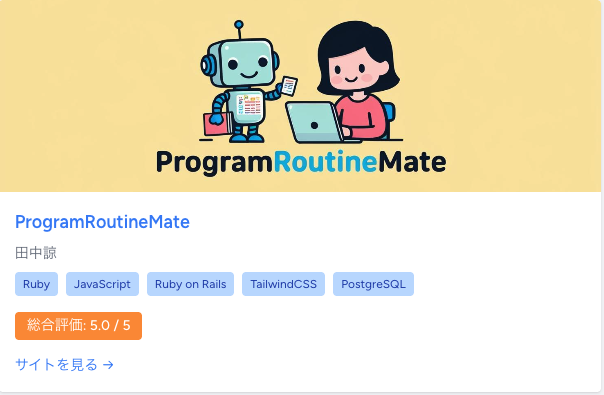 ProgramRoutineMate
ProgramRoutineMate
田中諒
Ruby JavaScript Ruby on Rails TailwindCSS PostgreSQL
総合評価: 5.0 / 5
サイトを見る →